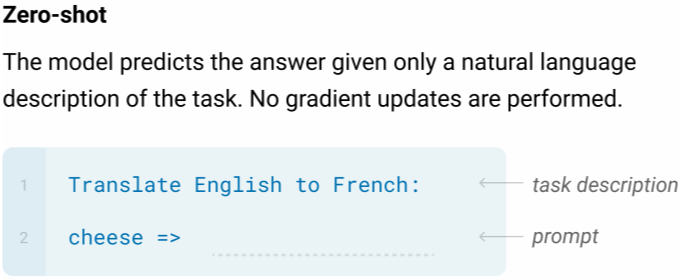 Zero-shot
The model predicts the answer given only a natural language
description of the task. No gradient updates are performed.
1 Translate English to French: task description
2 cheese => prompt